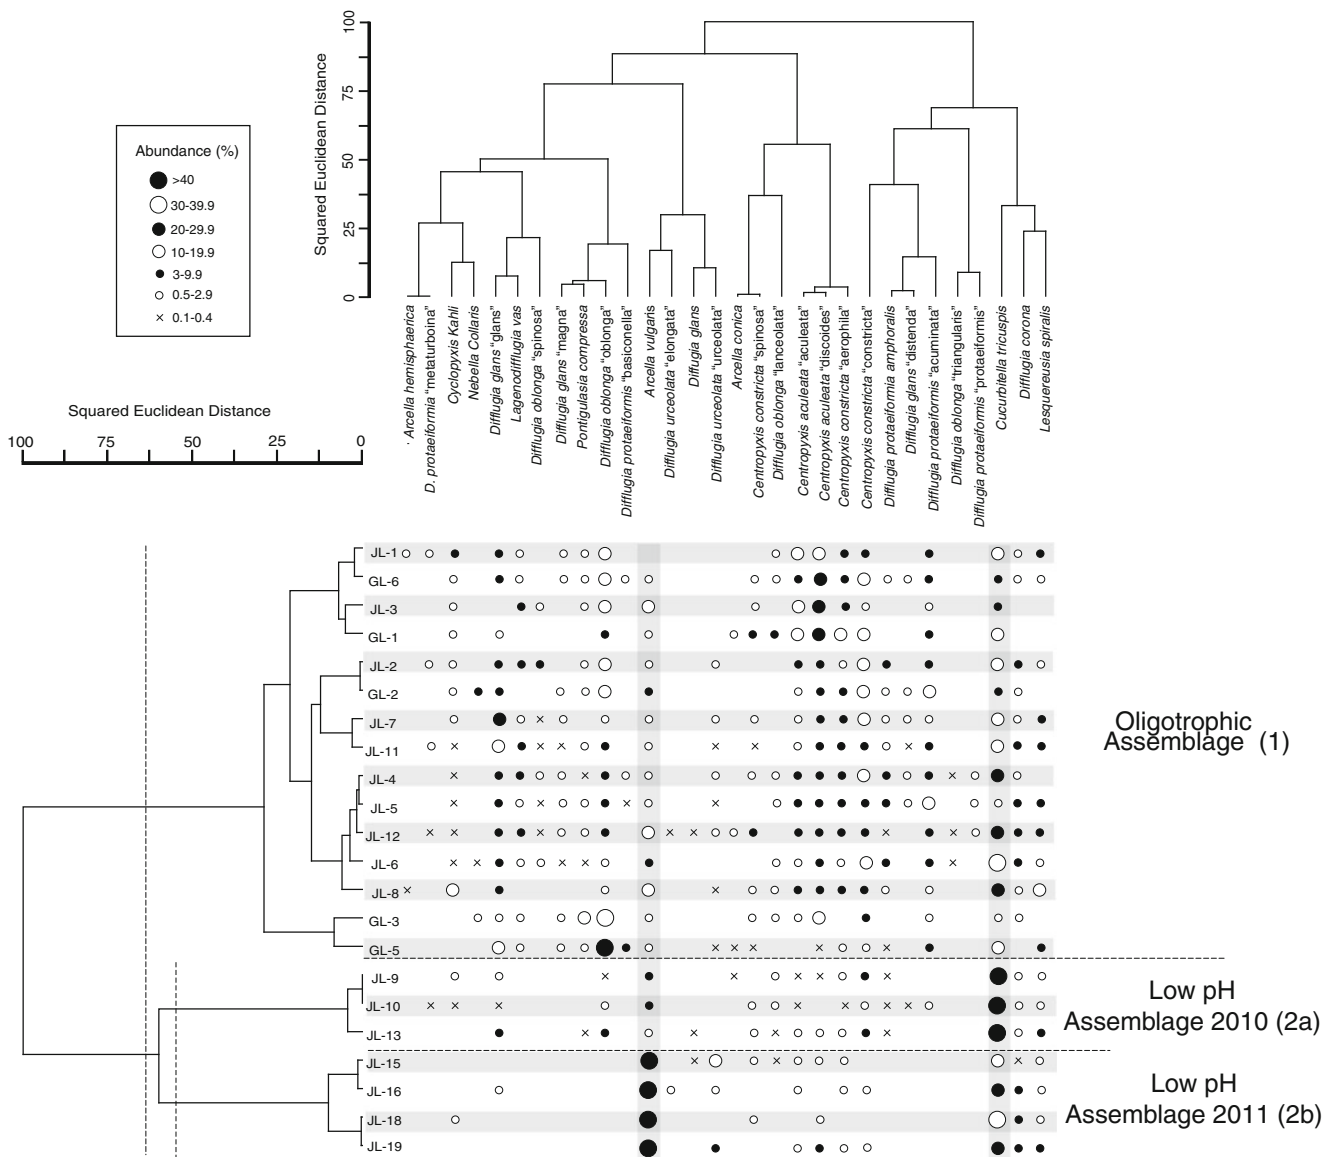 100
75
50
25
0
Squared Euclidean Distance
Abundance (%)
>40
30-39.9
20-29.9
10-19.9
3-9.9
0.5-2.9
0.1-0.4
Squared Euclidean Distance
100 75 50 25 0
Arcella hemisphaerica
D. protaeiformia “metaturboina”
Cyclopyxis Kahli
Nebella Collaris
Difflugia glans “glans”
Lagenodifflugia vas
Difflugia oblonga “spinosa”
Difflugia glans “magna”
Pontigulasia compressa
Difflugia oblonga “oblonga”
Difflugia protaeiformis “basiconella”
Arcella vulgaris
Difflugia urceolata “elongata”
Diffugia glans
Difflugia urceolata “urceolata”
Arcella conica
Centropyxis constricta “spinosa”
Difflugia oblonga “lanceolata”
Centropyxis aculeata “aculeata”
Centropyxis aculeata “discoides”
Centropyxis constricta “aerophila”
Centropyxis constricta “constricta”
Difflugia protaeiformia amphoralis
Difflugia glans “distenda”
Difflugia protaeiformis “acuminata”
Difflugia oblonga “triangularis”
Difflugia protaeiformis “protaeiformis”
Cucurbitella tricuspis
Difflugia corona
Lesquereusia spiralis
JL-1
GL-6
JL-3
GL-1
JL-2
GL-2
JL-7
JL-11
JL-4
JL-5
JL-12
JL-6
JL-8
GL-3
GL-5
JL-9
JL-10
JL-13
JL-15
JL-16
JL-18
JL-19
Oligotrophic
Assemblage (1)
Low pH
Assemblage 2010 (2a)
Low pH
Assemblage 2011 (2b)